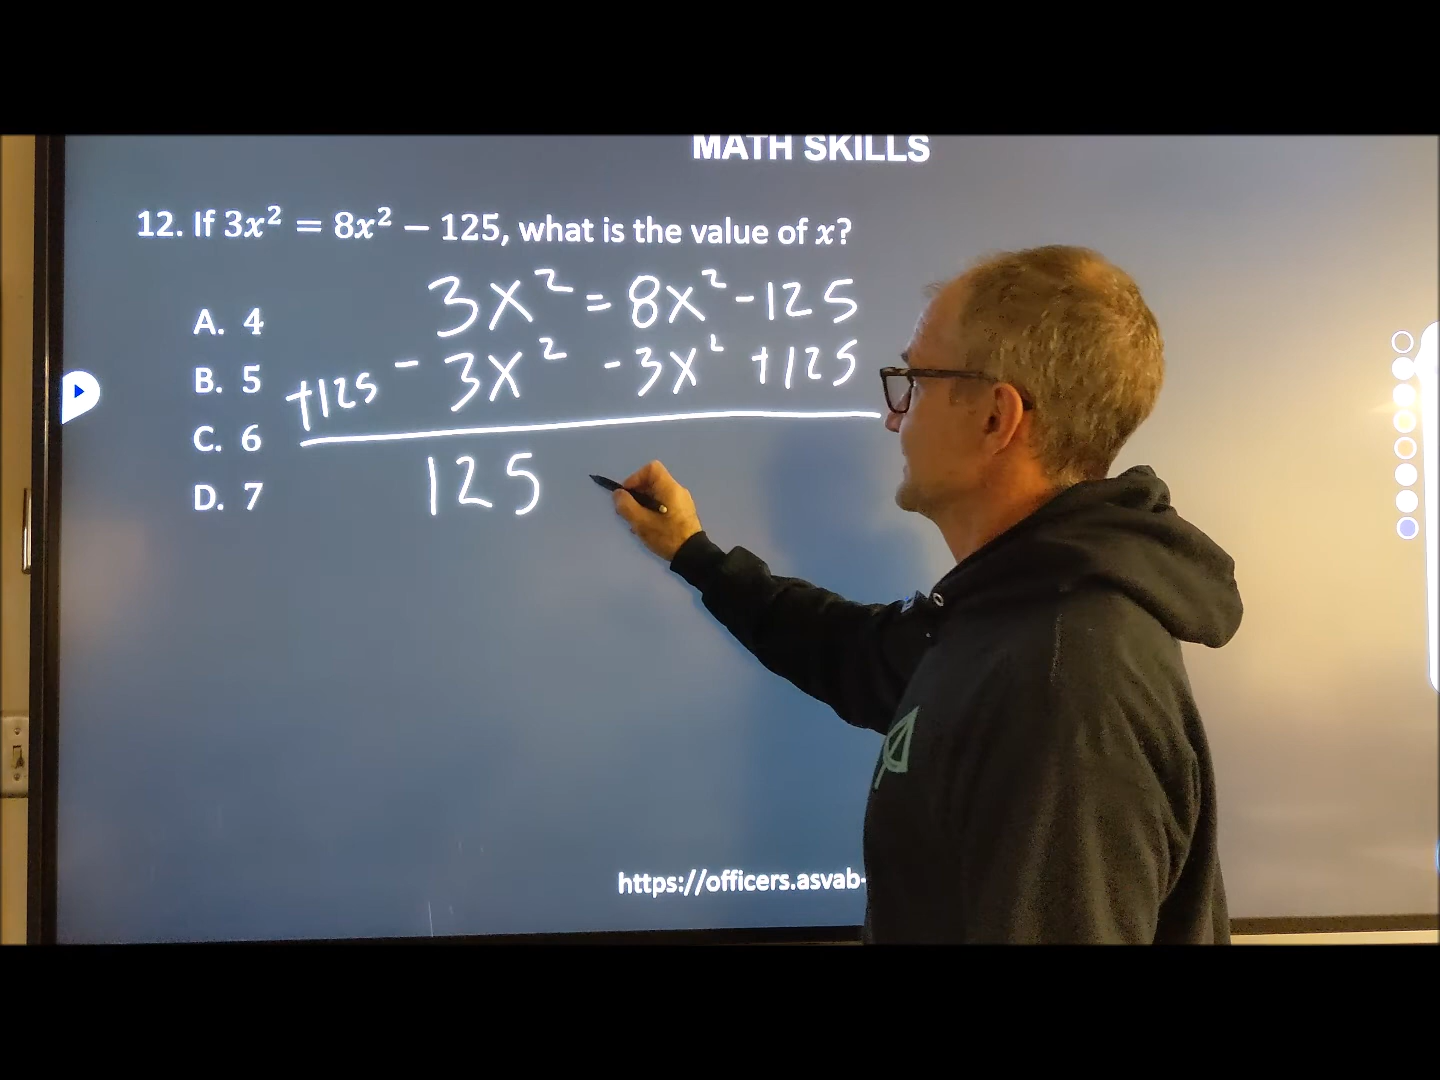 MATH SKILLS
12. If 3x² = 8x² − 125, what is the value of x?
A. 4
B. 5
C. 6
D. 7
3x² = 8x² - 125
+125 - 3x² - 3x² + 125
125
https://officers.asvab-